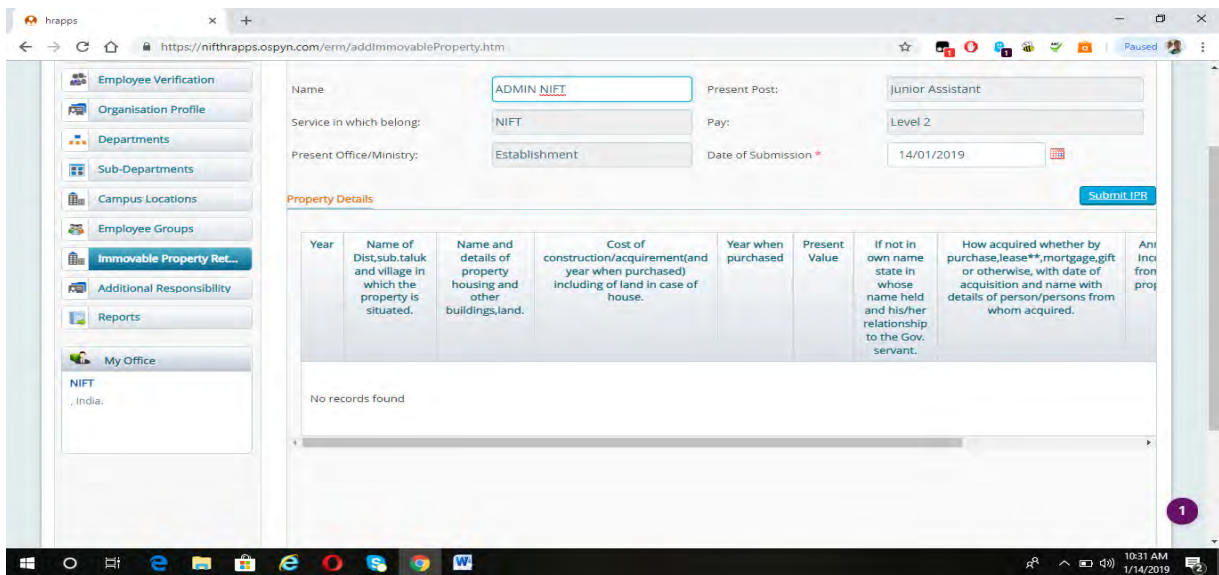 hrapps
https://nifthrapps.ospyn.com/erm/addImmovableProperty.htm
Paused
Employee Verification
Organisation Profile
Departments
Sub-Departments
Campus Locations
Employee Groups
Immovable Property Ret...
Additional Responsibility
Reports
My Office
NIFT
, India.
Name
ADMIN NIFT
Present Post:
Junior Assistant
Service in which belong:
NIFT
Pay:
Level 2
Present Office/Ministry:
Establishment
Date of Submission *
14/01/2019
Property Details
Submit IPR
Year
Name of
Dist,sub.taluk
and village in
which the
property is
situated.
Name and
details of
property
housing and
other
buildings,land.
Cost of
construction/acquirement(and
year when purchased)
including of land in case of
house.
Year when
purchased
Present
Value
If not in
own name
state in
whose
name held
and his/her
relationship
to the Gov.
servant.
How acquired whether by
purchase,lease**,mortgage,gift
or otherwise, with date of
acquisition and name with
details of person/persons from
whom acquired.
Ann
Inco
from
prop
No records found
1
10:31 AM
1/14/2019